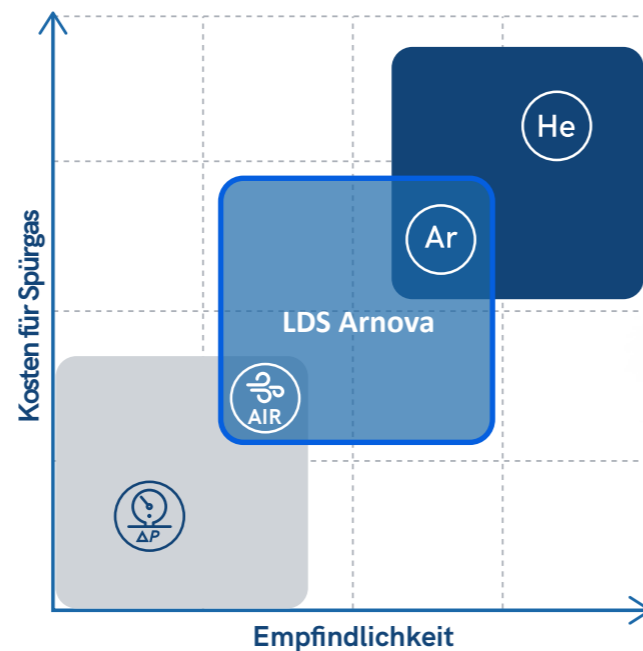 Kosten für Spürgas
He
Ar
LDS Arnova
AIR
ΔP
Empfindlichkeit